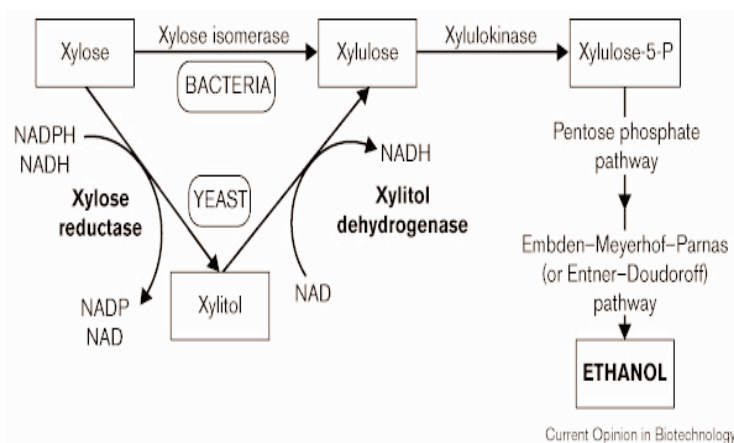 Xylose isomerase
Xylulokinase
Xylose
Xylulose
Xylulose-5-P
BACTERIA
NADPH
NADH
NADH
Pentose phosphate
pathway
Xylose
reductase
YEAST
Xylitol
dehydrogenase
Embden–Meyerhof–Parnas
(or Entner–Doudoroff)
pathway
NADP
NAD
Xylitol
NAD
ETHANOL
Current Opinion in Biotechnology